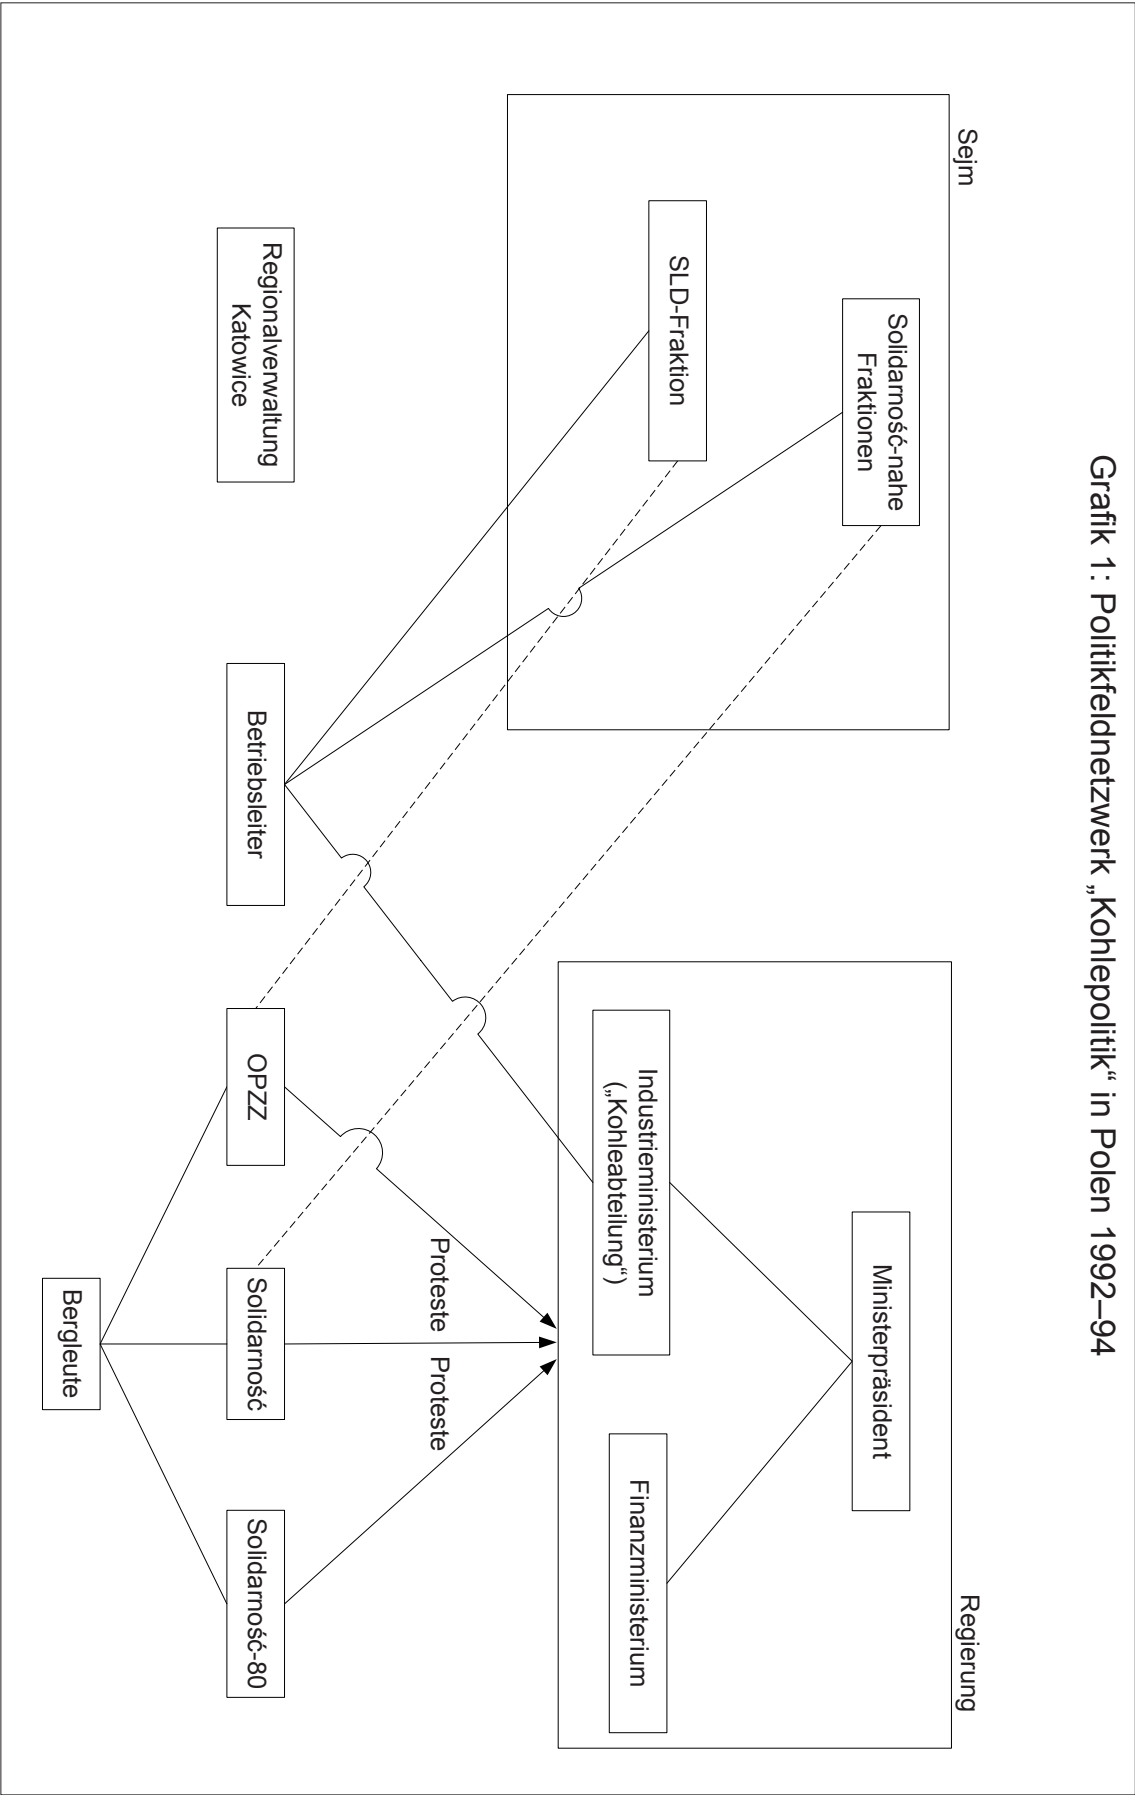 Grafik 1: Politikfeldnetzwerk „Kohlepolitik“ in Polen 1992–94
Sejm
Regierung
Solidarność-nahe
Fraktionen
Ministerpräsident
SLD-Fraktion
Industrieministerium
(„Kohleabteilung“)
Finanzministerium
Proteste
Proteste
Regionalverwaltung
Katowice
Betriebsleiter
OPZZ
Solidarność
Solidarność-80
Bergleute